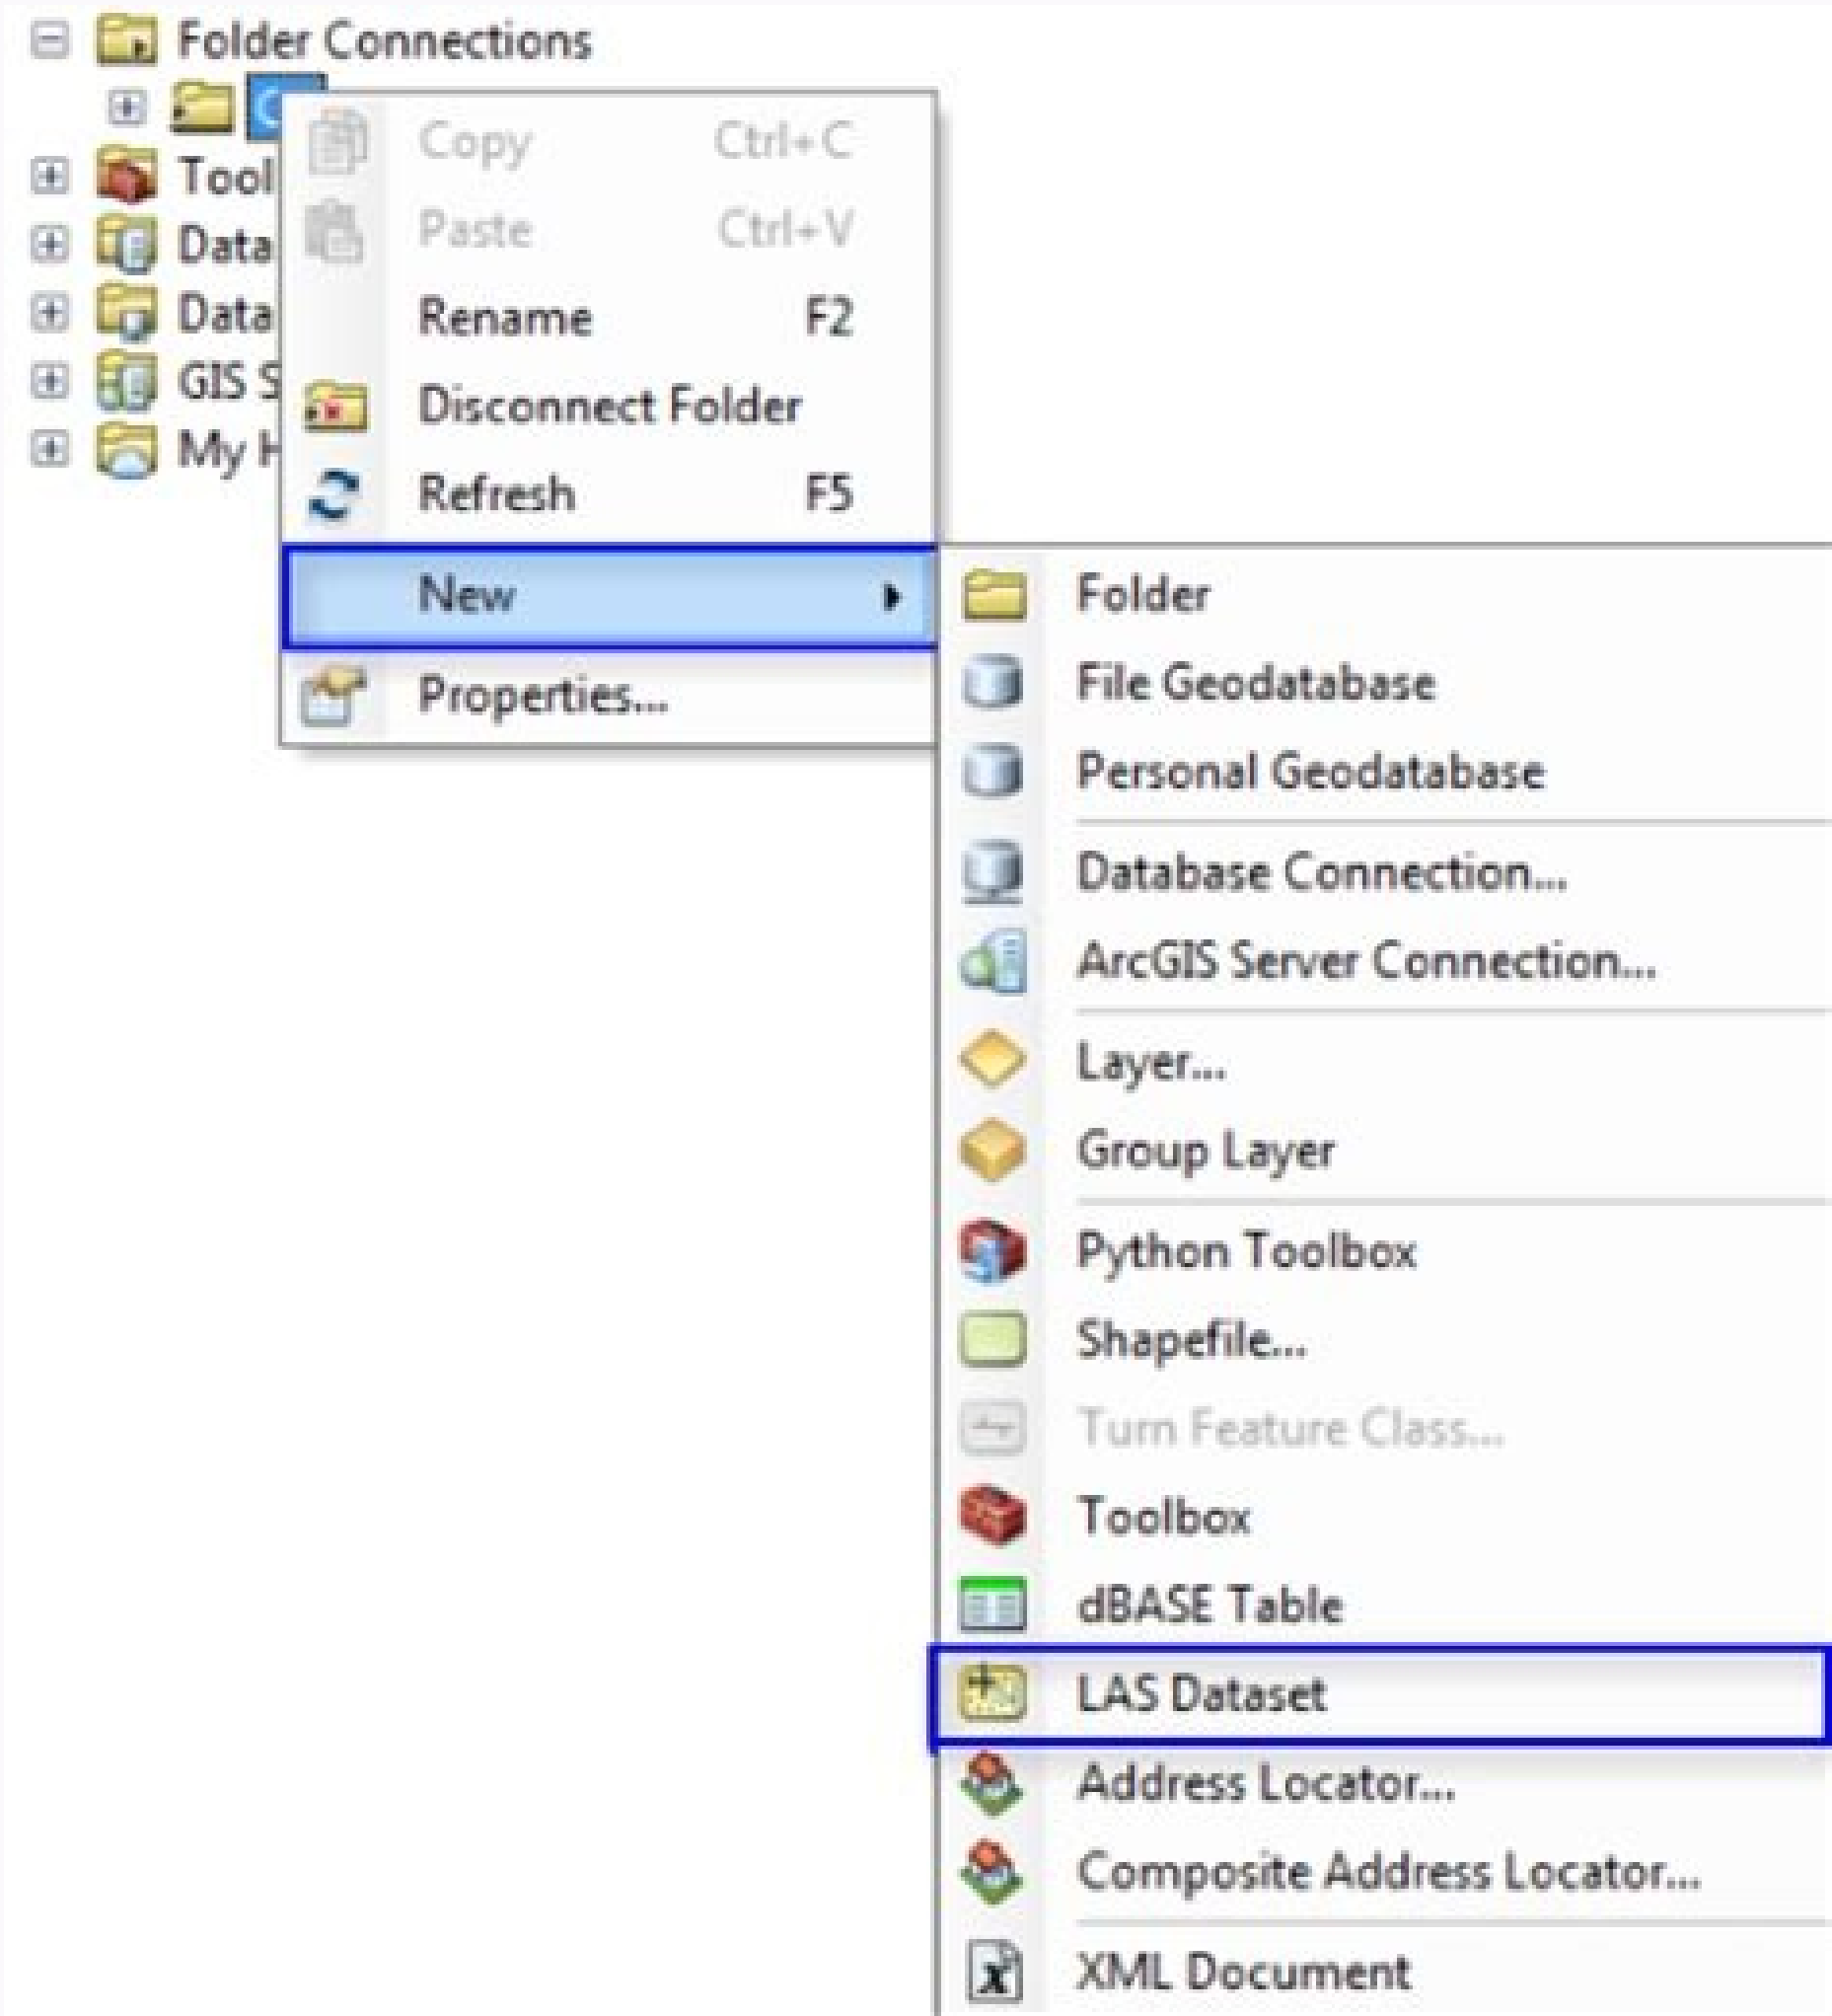 Folder Connections
Copy Ctrl+C
Tool
Paste Ctrl+V
Data
Rename F2
Data
GIS S
Disconnect Folder
My
Refresh F5
New
Properties...
Folder
File Geodatabase
Personal Geodatabase
Database Connection...
ArcGIS Server Connection...
Layer...
Group Layer
Python Toolbox
Shapefile...
Turn Feature Class...
Toolbox
dBASE Table
LAS Dataset
Address Locator...
Composite Address Locator...
XML Document